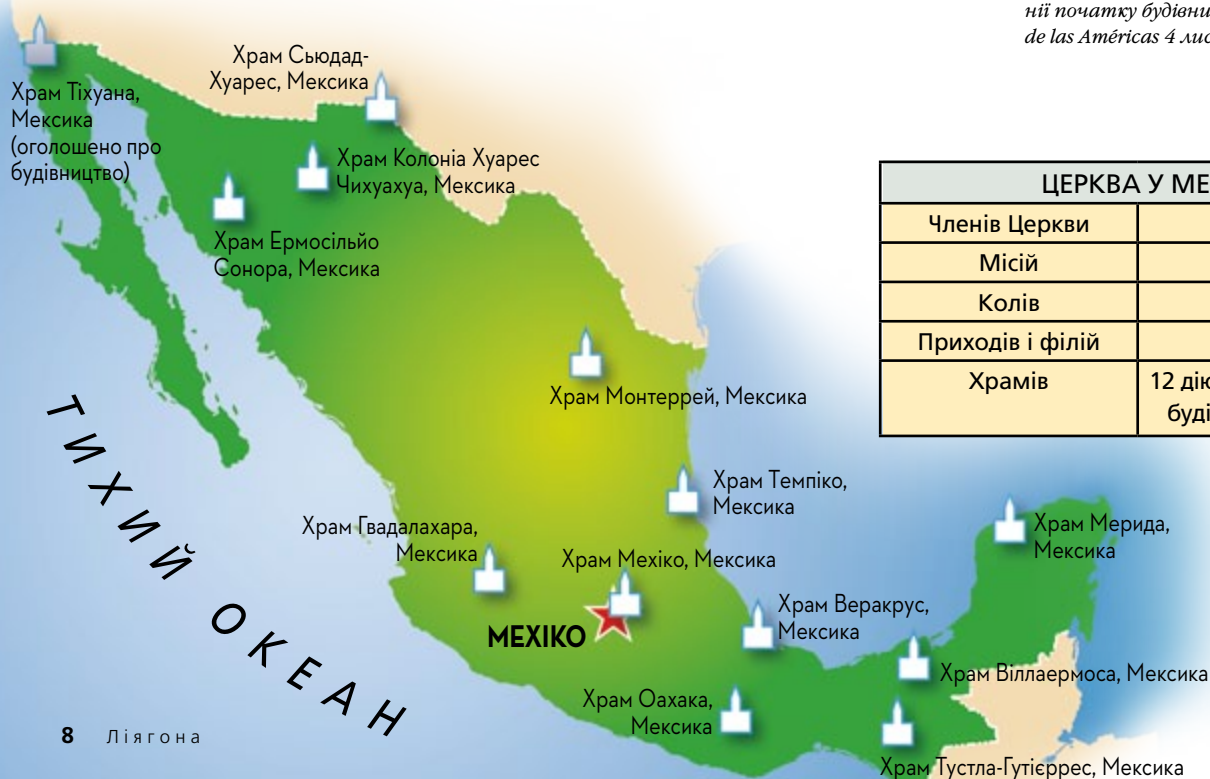 нії початку будівни
de las Américas 4 лис
Храм Тіхуана,
Мексика
(оголошено про
будівництво)
Храм Сьюдад-
Хуарес, Мексика
Храм Колоніа Хуарес
Чихуахуа, Мексика
Храм Ермосільйо
Сонора, Мексика
ЦЕРКВА У МЕ
Членів Церкви
Місій
Колів
Приходів і філій
Храмів
12 дію
буді
Храм Монтеррей, Мексика
Храм Темпіко,
Мексика
Храм Гвадалахара,
Мексика
Храм Мехіко, Мексика
МЕХІКО
Храм Мерида,
Мексика
Храм Веракрус,
Мексика
Храм Віллаермоса, Мексика
Храм Оахака,
Мексика
Храм Тустла-Гутієррес, Мексика
ТИХИЙ ОКЕАН
8 Ліягона